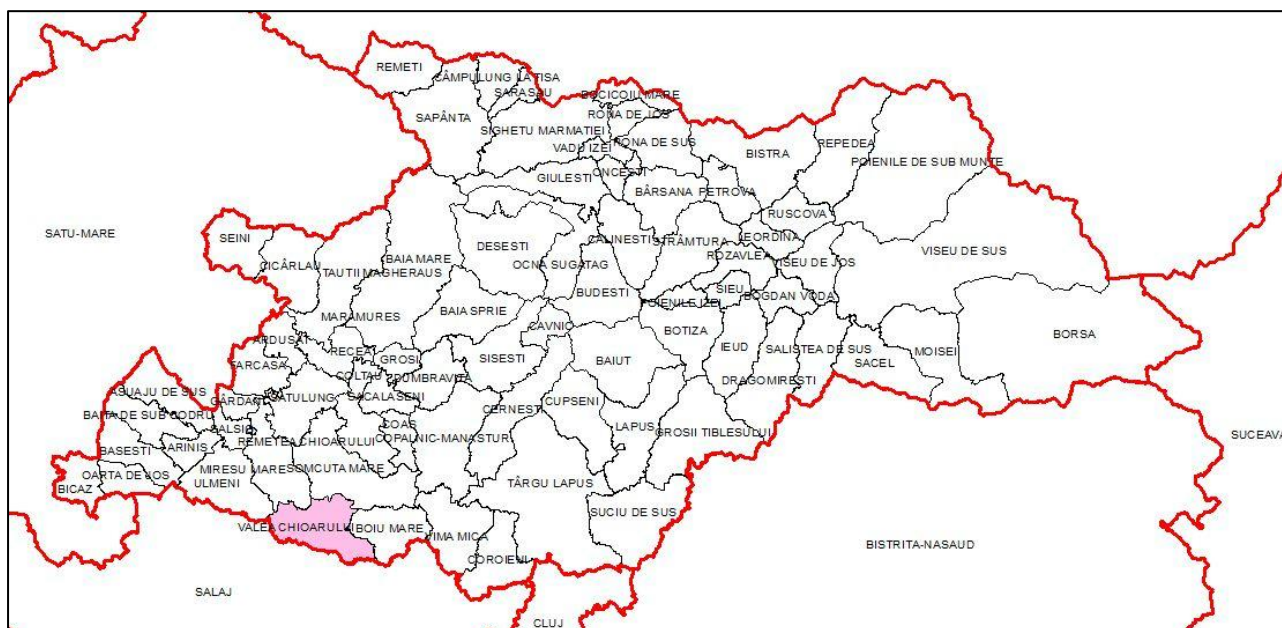 REMETI
CÂMPULUNG LA TISA
SARASAU
BOCICOIU MARE
RONA DE JOS
SAPÂNTA
SIGHETU MARMATIEI
RONA DE SUS
VADU IZEI
BISTRA
REPEDEA
POIENILE DE SUB MUNTE
ONCESTI
GIULESTI
BÂRSANA
PETROVA
RUSCOVA
SATU-MARE
SEINI
DESESTI
CALINESTI
STRÂMTURA
LEORDINA
VISEU DE SUS
CICÂRLAU
BAIA MARE
TAUTII MAGHERAUS
OCNA SUGATAG
ROZAVLEA
VISEU DE JOS
BUDESTI
SIEU
POIENILE IZEI
BOGDAN VODA
MARAMURES
BAIA SPRIE
CAVNIC
BOTIZA
BORSA
ARDUSAT
RECEA
GROSI
SISESTI
BAIUT
IEUD
SALISTEA DE SUS
MOISEI
FARCASA
COLTAU
DUMBRAVITA
SACEL
DRAGOMIRESTI
ASUAJU DE SUS
GÂRDANI
SATULUNG
SACALASENI
CERNESTI
CUPSENI
BAITA DE SUB CODRU
SALSIG
COAS
LAPUS
GROSII TIBLESULUI
SUCEAVA
BASESTI
ARINIS
REMETEA CHIOARULUI
COPALNIC-MANASTUR
OARTA DE JOS
MIRESU MARE
SOMCUTA MARE
BICAZ
ULMENI
TÂRGU LAPUS
SUCIU DE SUS
VALEA CHIOARULUI
BOIU MARE
VIMA MICA
BISTRITA-NASAUD
COROIENI
SALAJ
CLUJ